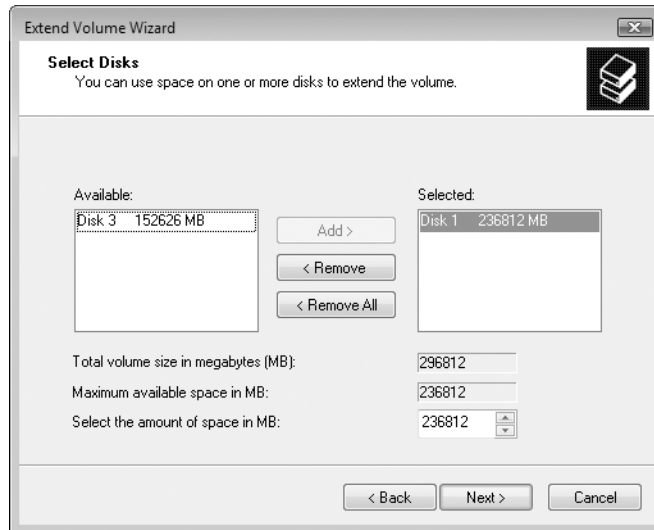 Extend Volume Wizard
Select Disks
You can use space on one or more disks to extend the volume.
Available:
Selected:
Disk 3 152626 MB
Disk 1 236812 MB
Add >
< Remove
< Remove All
Total volume size in megabytes (MB): 296812
Maximum available space in MB: 236812
Select the amount of space in MB: 236812
< Back Next > Cancel